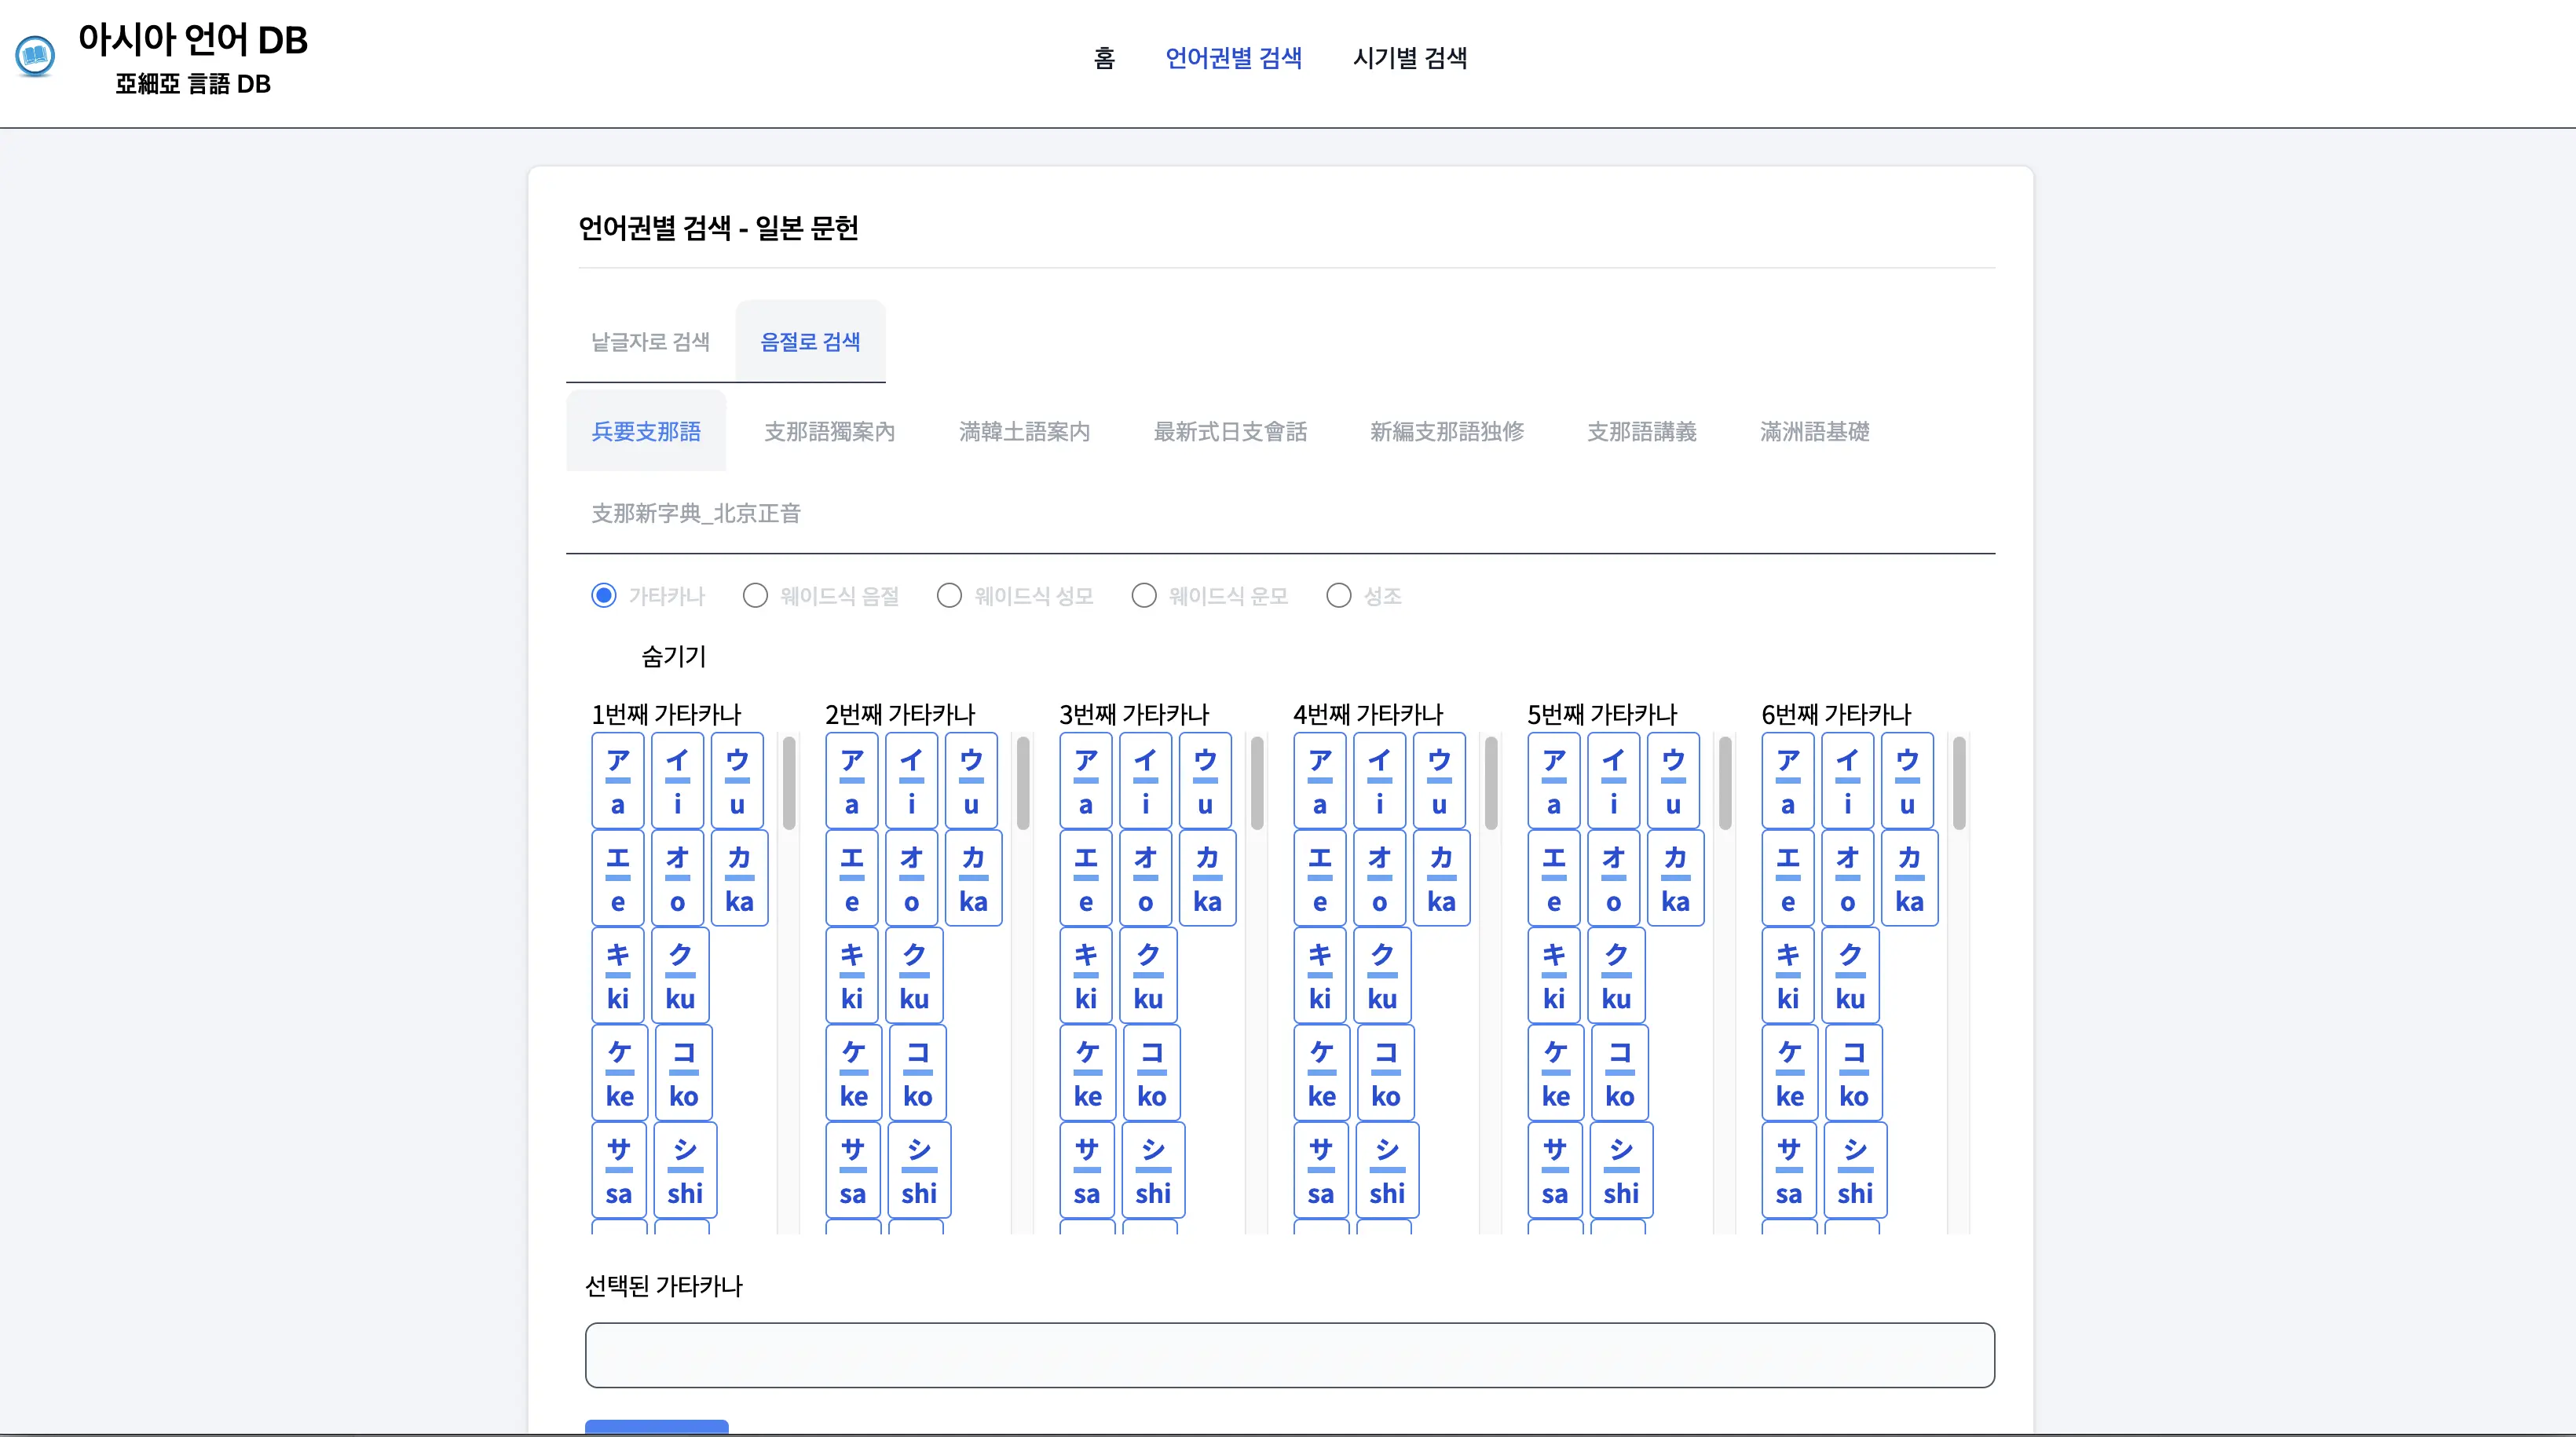 아시아 언어 DB
亞細亞 言語 DB
홈 언어권별 검색 시기별 검색
언어권별 검색 - 일본 문헌
낱글자로 검색 음절로 검색
兵要支那語 支那語獨案內 満韓土語案内 最新式日支會話 新編支那語独修 支那語講義 滿洲語基礎
支那新字典_北京正音
가타카나 웨이드식 음절 웨이드식 성모 웨이드식 운모 성조
숨기기
1번째 가타카나 2번째 가타카나 3번째 가타카나 4번째 가타카나 5번째 가타카나 6번째 가타카나
ア イ ウ ア イ ウ ア イ ウ ア イ ウ ア イ ウ ア イ ウ
a i u a i u a i u a i u a i u a i u
エ オ カ エ オ カ エ オ カ エ オ カ エ オ カ エ オ カ
e o ka e o ka e o ka e o ka e o ka e o ka
キ ク キ ク キ ク キ ク キ ク キ ク
ki ku ki ku ki ku ki ku ki ku ki ku
ケ コ ケ コ ケ コ ケ コ ケ コ ケ コ
ke ko ke ko ke ko ke ko ke ko ke ko
サ シ サ シ サ シ サ シ サ シ サ シ
sa shi sa shi sa shi sa shi sa shi sa shi
선택된 가타카나